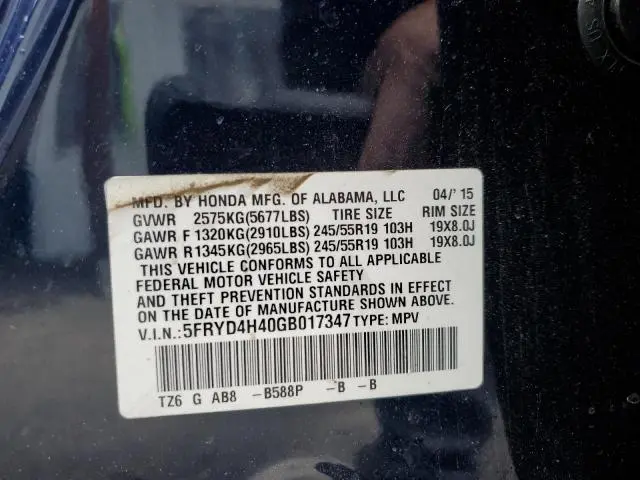 MFD. BY HONDA MFG. OF ALABAMA, LLC 04/'15
GVWR 2575KG(5677LBS) TIRE SIZE RIM SIZE
GAWR F 1320KG(2910LBS) 245/55R19 103H 19X8.0J
GAWR R 1345KG(2965LBS) 245/55R19 103H 19X8.0J
THIS VEHICLE CONFORMS TO ALL APPLICABLE
FEDERAL MOTOR VEHICLE SAFETY
AND THEFT PREVENTION STANDARDS IN EFFECT
ON THE DATE OF MANUFACTURE SHOWN ABOVE.
V.I.N.:5FRYD4H40GB017347 TYPE: MPV
TZ6 G AB8 -B588P -B -B